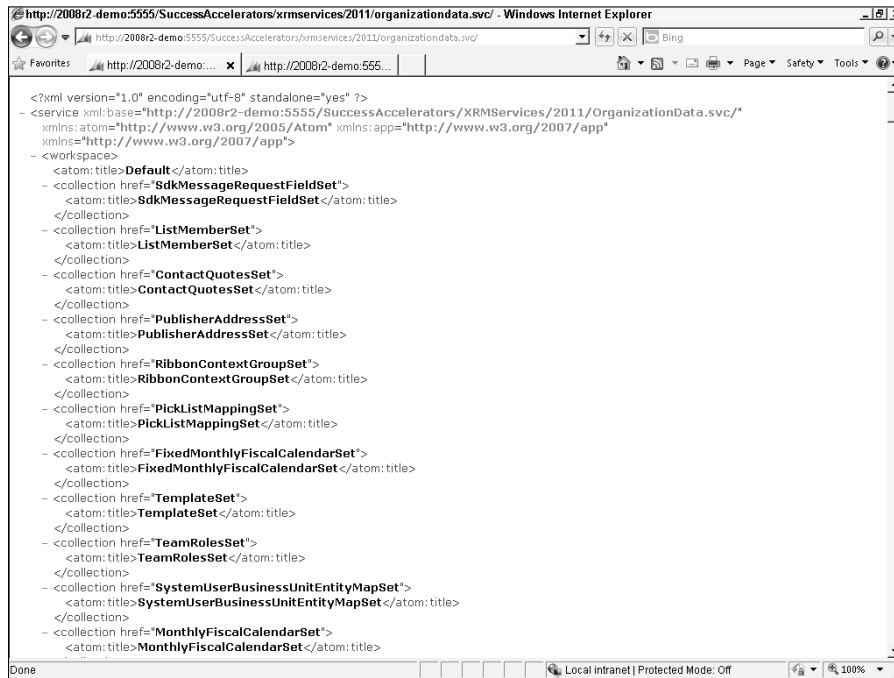 http://2008r2-demo:5555/SuccessAccelerators/xrmservices/2011/organizationdata.svc/ - Windows Internet Explorer
http://2008r2-demo:5555/SuccessAccelerators/xrmservices/2011/organizationdata.svc/
Bing
Favorites
http://2008r2-demo:...
http://2008r2-demo:555...
Page
Safety
Tools
<?xml version="1.0" encoding="utf-8" standalone="yes" ?>
- <service xml:base="http://2008r2-demo:5555/SuccessAccelerators/XRMServices/2011/OrganizationData.svc/"
xmlns:atom="http://www.w3.org/2005/Atom" xmlns:app="http://www.w3.org/2007/app"
xmlns="http://www.w3.org/2007/app">
- <workspace>
<atom:title>Default</atom:title>
- <collection href="SdkMessageRequestFieldSet">
<atom:title>SdkMessageRequestFieldSet</atom:title>
</collection>
- <collection href="ListMemberSet">
<atom:title>ListMemberSet</atom:title>
</collection>
- <collection href="ContactQuotesSet">
<atom:title>ContactQuotesSet</atom:title>
</collection>
- <collection href="PublisherAddressSet">
<atom:title>PublisherAddressSet</atom:title>
</collection>
- <collection href="RibbonContextGroupSet">
<atom:title>RibbonContextGroupSet</atom:title>
</collection>
- <collection href="PickListMappingSet">
<atom:title>PickListMappingSet</atom:title>
</collection>
- <collection href="FixedMonthlyFiscalCalendarSet">
<atom:title>FixedMonthlyFiscalCalendarSet</atom:title>
</collection>
- <collection href="TemplateSet">
<atom:title>TemplateSet</atom:title>
</collection>
- <collection href="TeamRolesSet">
<atom:title>TeamRolesSet</atom:title>
</collection>
- <collection href="SystemUserBusinessUnitEntityMapSet">
<atom:title>SystemUserBusinessUnitEntityMapSet</atom:title>
</collection>
- <collection href="MonthlyFiscalCalendarSet">
<atom:title>MonthlyFiscalCalendarSet</atom:title>
Done
Local intranet | Protected Mode: Off
100%